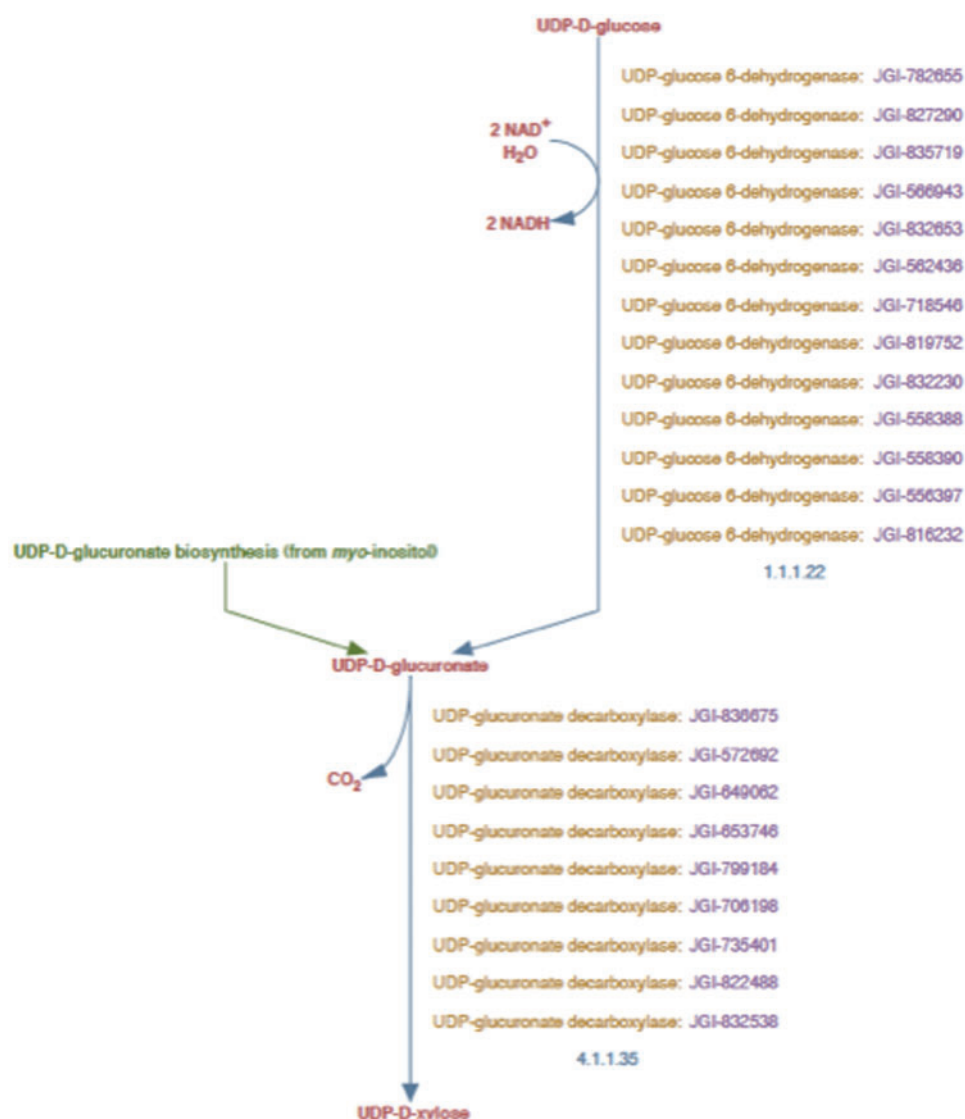 UDP-D-glucose
UDP-glucose 6-dehydrogenase: JGI-782655
UDP-glucose 6-dehydrogenase: JGI-827290
2 NAD⁺
H₂O
UDP-glucose 6-dehydrogenase: JGI-835719
UDP-glucose 6-dehydrogenase: JGI-566943
2 NADH
UDP-glucose 6-dehydrogenase: JGI-832653
UDP-glucose 6-dehydrogenase: JGI-562436
UDP-glucose 6-dehydrogenase: JGI-718546
UDP-glucose 6-dehydrogenase: JGI-819752
UDP-glucose 6-dehydrogenase: JGI-832230
UDP-glucose 6-dehydrogenase: JGI-558388
UDP-glucose 6-dehydrogenase: JGI-558390
UDP-glucose 6-dehydrogenase: JGI-556397
UDP-glucose 6-dehydrogenase: JGI-816232
UDP-D-glucuronate biosynthesis (from myo-inositol)
1.1.1.22
UDP-D-glucuronate
UDP-glucuronate decarboxylase: JGI-836675
UDP-glucuronate decarboxylase: JGI-572692
CO₂
UDP-glucuronate decarboxylase: JGI-649062
UDP-glucuronate decarboxylase: JGI-653746
UDP-glucuronate decarboxylase: JGI-799184
UDP-glucuronate decarboxylase: JGI-706198
UDP-glucuronate decarboxylase: JGI-735401
UDP-glucuronate decarboxylase: JGI-822488
UDP-glucuronate decarboxylase: JGI-832538
4.1.1.35
UDP-D-xylose